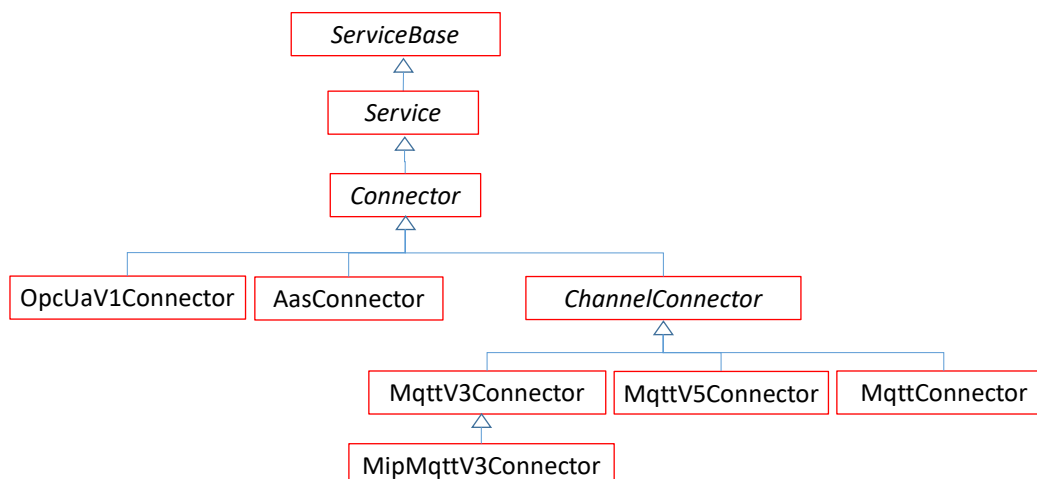 ServiceBase
Service
Connector
OpcUaV1Connector
AasConnector
ChannelConnector
MqttV3Connector
MqttV5Connector
MqttConnector
MipMqttV3Connector